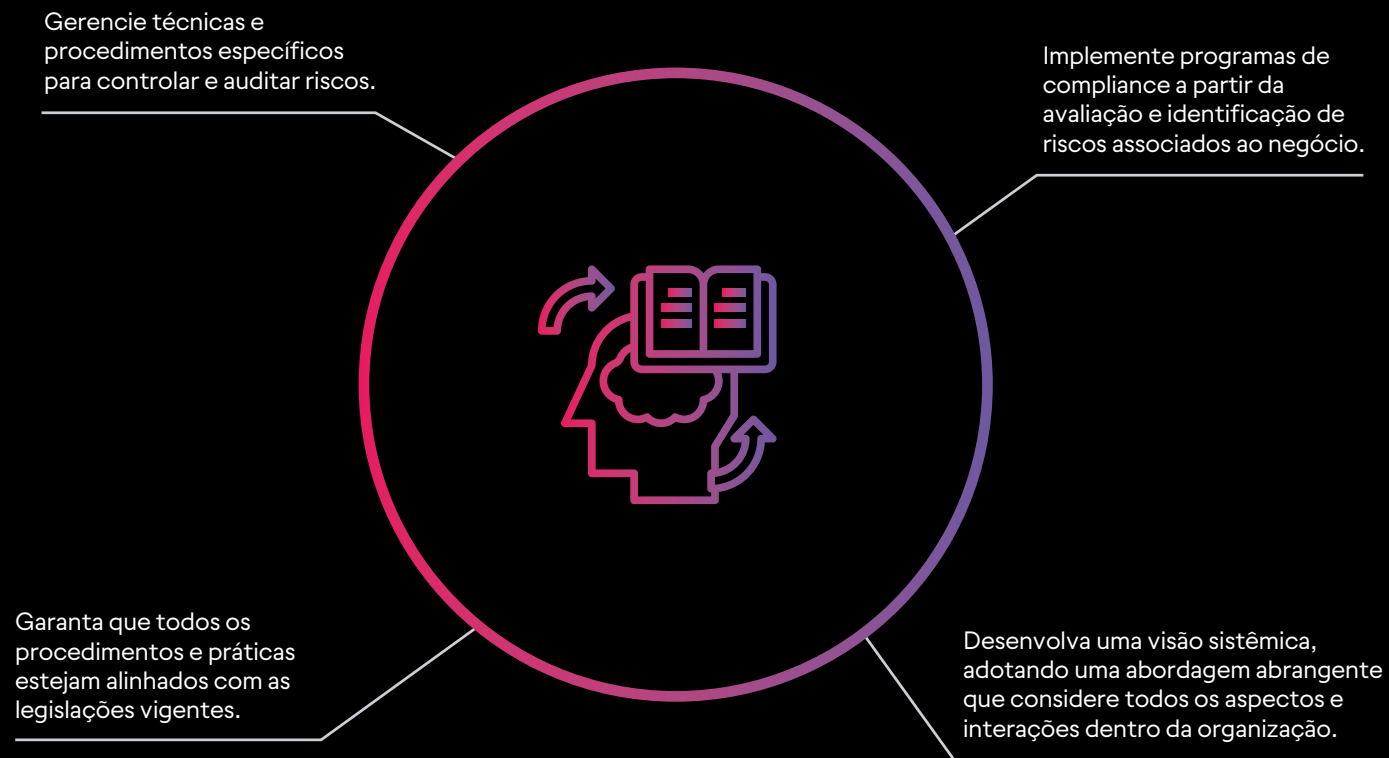 Gerencie técnicas e
procedimentos específicos
para controlar e auditar riscos.
Implemente programas de
compliance a partir da
avaliação e identificação de
riscos associados ao negócio.
Garanta que todos os
procedimentos e práticas
estejam alinhados com as
legislações vigentes.
Desenvolva uma visão sistêmica,
adotando uma abordagem abrangente
que considere todos os aspectos e
interações dentro da organização.